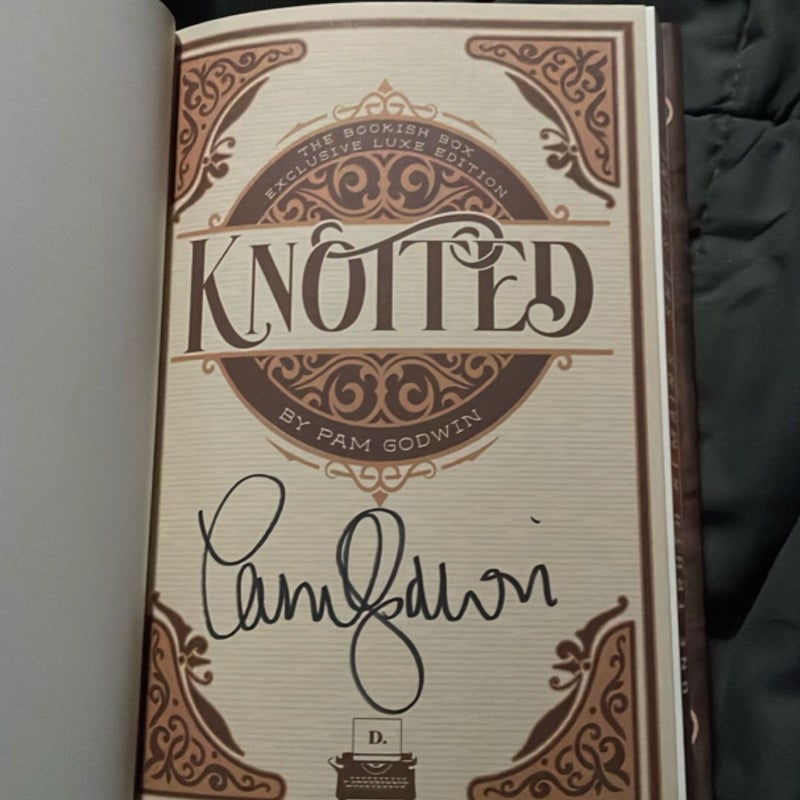 THE BOOKISH BOX
EXCLUSIVE LUXE EDITION
KNOTTED
BY PAM GODWIN
Pam Godwin
D.